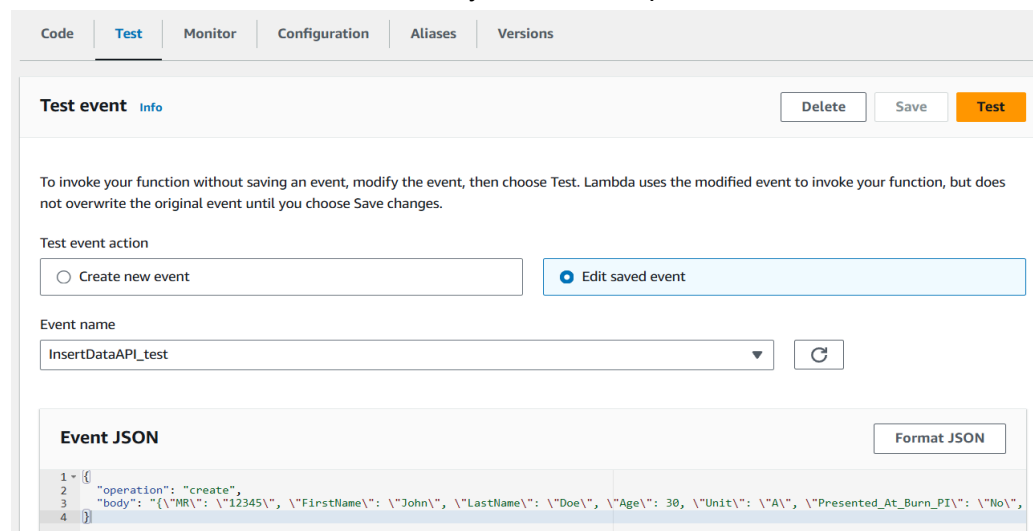 Code Test Monitor Configuration Aliases Versions
Test event Info Delete Save Test
To invoke your function without saving an event, modify the event, then choose Test. Lambda uses the modified event to invoke your function, but does
not overwrite the original event until you choose Save changes.
Test event action
Create new event Edit saved event
Event name
InsertDataAPI_test
Event JSON Format JSON
1 {
2 "operation": "create",
3 "body": "{\"MR\": \"12345\", \"FirstName\": \"John\", \"LastName\": \"Doe\", \"Age\": 30, \"Unit\": \"A\", \"Presented_At_Burn_PI\": \"No\",
4 }